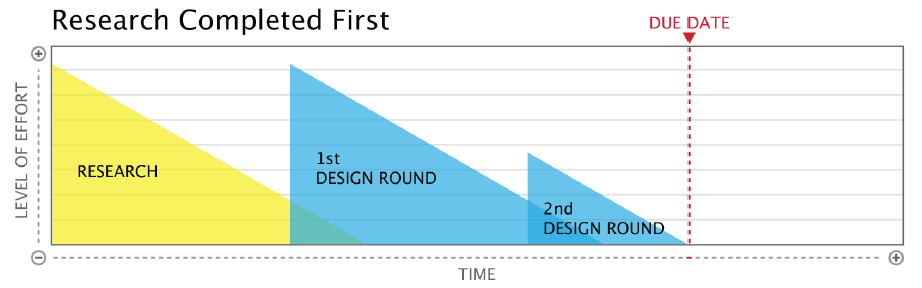 Research Completed First
DUE DATE
LEVEL OF EFFORT
RESEARCH
1st
DESIGN ROUND
2nd
DESIGN ROUND
TIME